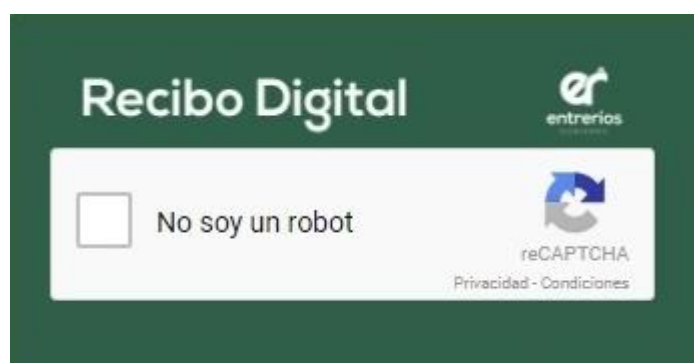 Recibo Digital
er
entrerios
No soy un robot
reCAPTCHA
Privacidad - Condiciones